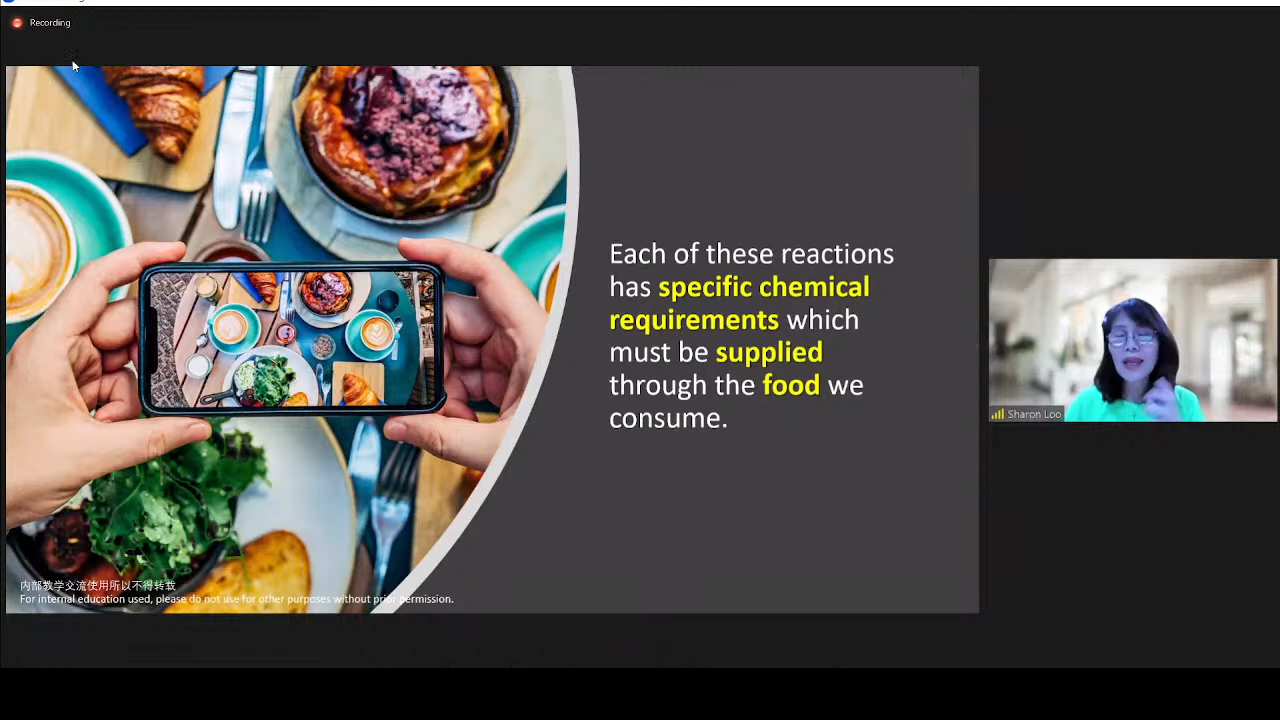 Recording
Each of these reactions
has specific chemical
requirements which
must be supplied
through the food we
consume.
Sharon Loo
内部教学交流使用所以不得转载
For internal education used, please do not use for other purposes without prior permission.